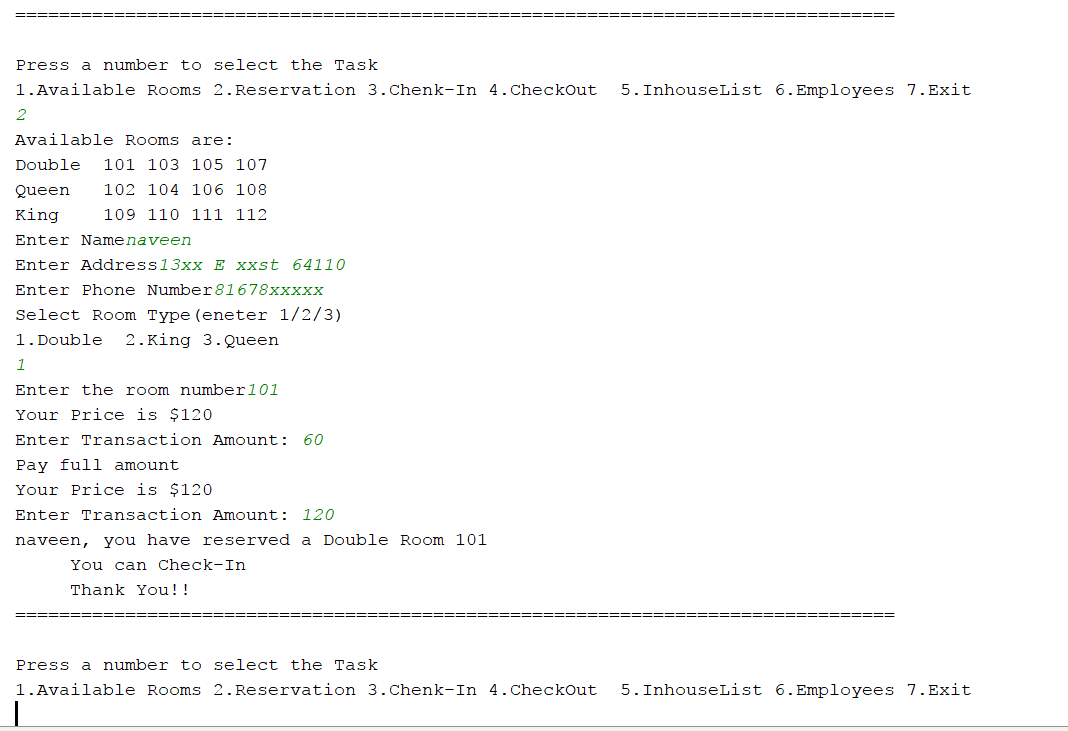 ================================================================================
Press a number to select the Task
1.Available Rooms 2.Reservation 3.Chenk-In 4.CheckOut  5.InhouseList 6.Employees 7.Exit
2
Available Rooms are:
Double  101 103 105 107
Queen   102 104 106 108
King    109 110 111 112
Enter Namenaveen
Enter Address13xx E xxst 64110
Enter Phone Number81678xxxxx
Select Room Type(eneter 1/2/3)
1.Double  2.King 3.Queen
1
Enter the room number101
Your Price is $120
Enter Transaction Amount: 60
Pay full amount
Your Price is $120
Enter Transaction Amount: 120
naveen, you have reserved a Double Room 101
     You can Check-In
     Thank You!!
================================================================================
Press a number to select the Task
1.Available Rooms 2.Reservation 3.Chenk-In 4.CheckOut  5.InhouseList 6.Employees 7.Exit